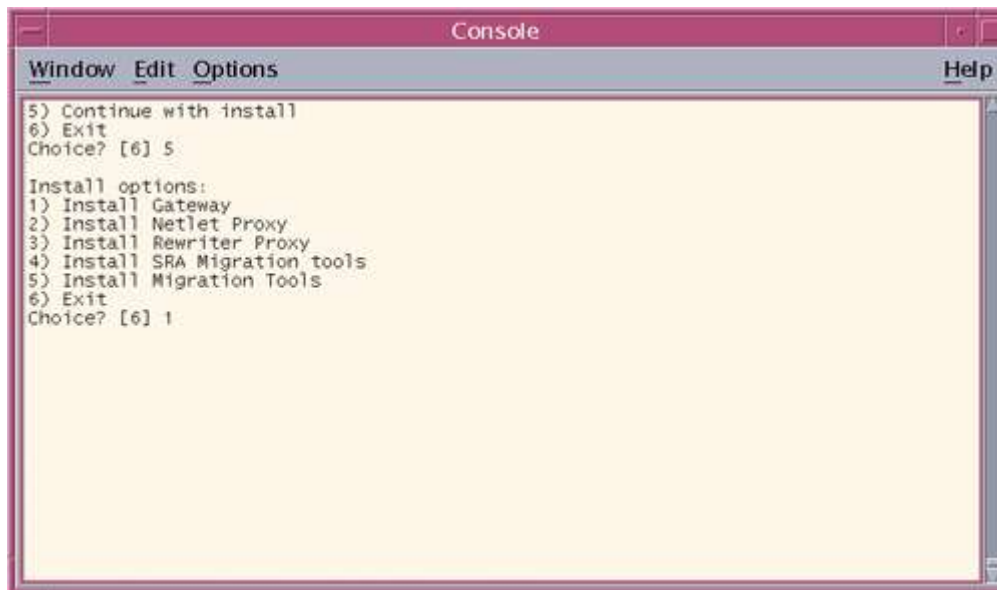 Console
Window Edit Options Help
5) Continue with install
6) Exit
Choice? [6] 5
Install options:
1) Install Gateway
2) Install Netlet Proxy
3) Install Rewriter Proxy
4) Install SRA Migration tools
5) Install Migration Tools
6) Exit
Choice? [6] 1